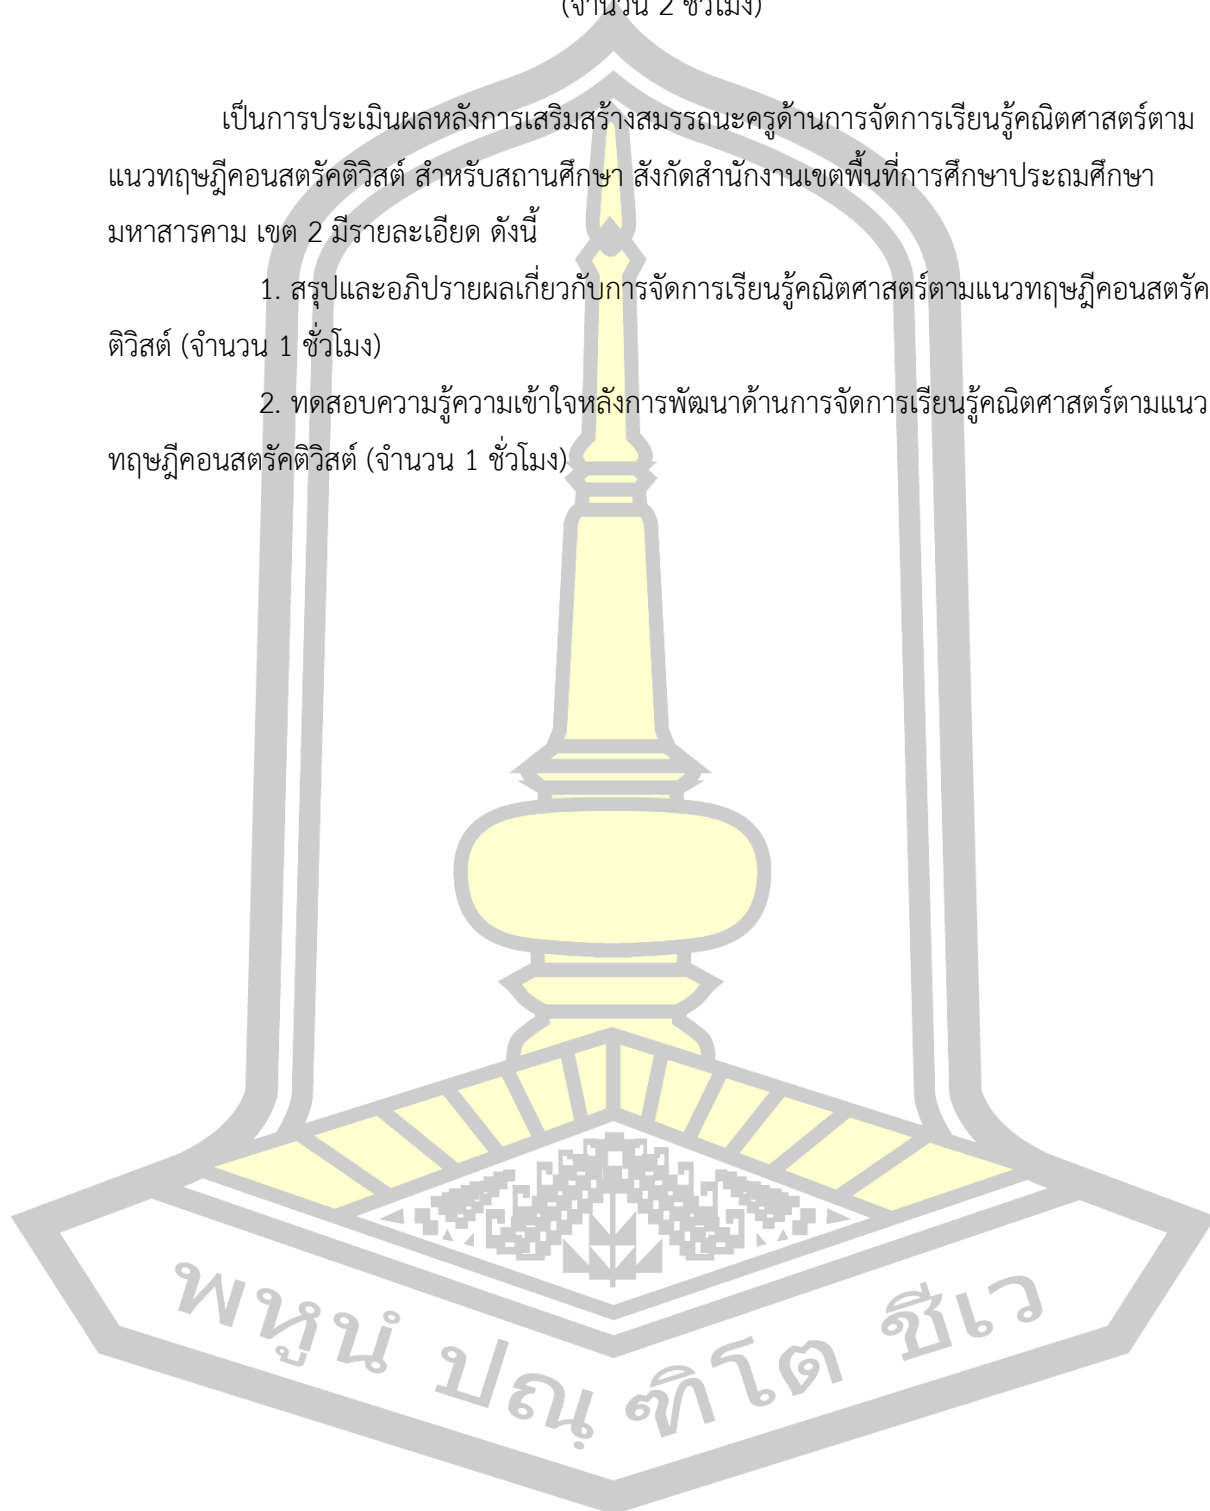 (จำนวน 2 ชั่วโมง)
เป็นการประเมินผลหลังการเสริมสร้างสมรรถนะครูด้านการจัดการเรียนรู้คณิตศาสตร์ตาม
แนวทฤษฎีคอนสตรัคติวิสต์ สำหรับสถานศึกษา สังกัดสำนักงานเขตพื้นที่การศึกษาประถมศึกษา
มหาสารคาม เขต 2 มีรายละเอียด ดังนี้
1. สรุปและอภิปรายผลเกี่ยวกับการจัดการเรียนรู้คณิตศาสตร์ตามแนวทฤษฎีคอนสตรัค
ติวิสต์ (จำนวน 1 ชั่วโมง)
2. ทดสอบความรู้ความเข้าใจหลังการพัฒนาด้านการจัดการเรียนรู้คณิตศาสตร์ตามแนว
ทฤษฎีคอนสตรัคติวิสต์ (จำนวน 1 ชั่วโมง)
พหูนํ ปณฺฑิโต ชีเว